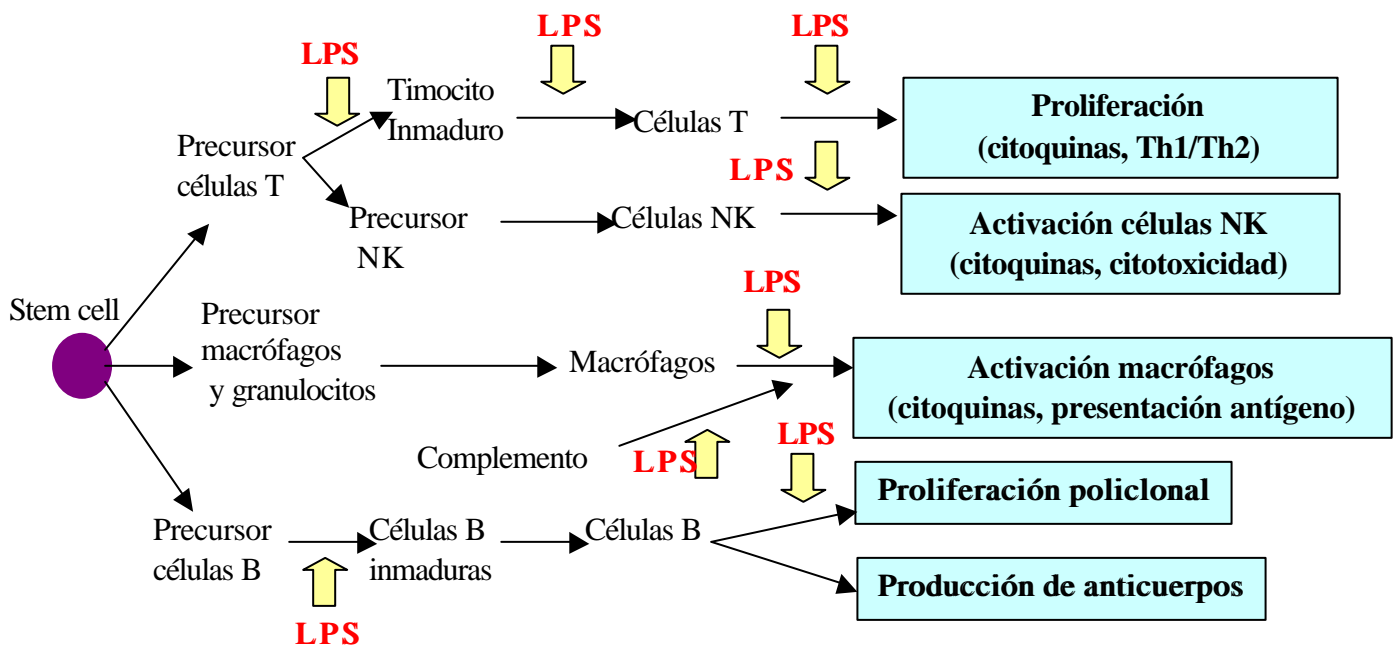 LPS
LPS
LPS
Timocito
Inmaduro
Células T
Proliferación
(citoquinas, Th1/Th2)
Precursor
células T
LPS
Precursor
NK
Células NK
Activación células NK
(citoquinas, citotoxicidad)
LPS
Stem cell
Precursor
macrófagos
y granulocitos
Macrófagos
Activación macrófagos
(citoquinas, presentación antígeno)
Complemento
LPS
LPS
Proliferación policlonal
Precursor
células B
Células B
inmaduras
Células B
Producción de anticuerpos
LPS